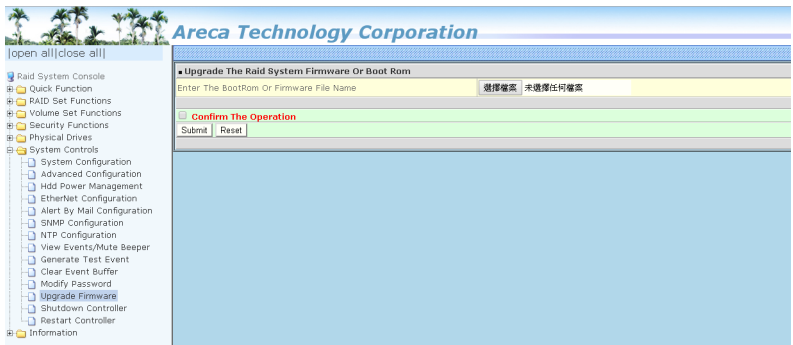 Areca Technology Corporation
|open all|close all|
Raid System Console
Quick Function
RAID Set Functions
Volume Set Functions
Security Functions
Physical Drives
System Controls
System Configuration
Advanced Configuration
Hdd Power Management
EtherNet Configuration
Alert By Mail Configuration
SNMP Configuration
NTP Configuration
View Events/Mute Beeper
Generate Test Event
Clear Event Buffer
Modify Password
Upgrade Firmware
Shutdown Controller
Restart Controller
Information
Upgrade The Raid System Firmware Or Boot Rom
Enter The BootRom Or Firmware File Name 選擇檔案 未選擇任何檔案
Confirm The Operation
Submit Reset